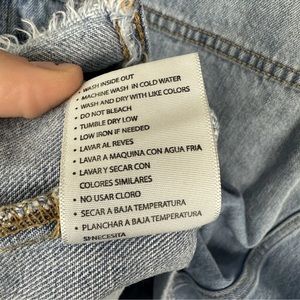 • WASH INSIDE OUT
• MACHINE WASH IN COLD WATER
• WASH AND DRY WITH LIKE COLORS
• DO NOT BLEACH
• TUMBLE DRY LOW
• LOW IRON IF NEEDED
• LAVAR AL REVES
• LAVAR A MAQUINA CON AGUA FRIA
• LAVAR Y SECAR CON
COLORES SIMILARES
• NO USAR CLORO
• SECAR A BAJA TEMPERATURA
• PLANCHAR A BAJA TEMPERATURA
SI NECESITA